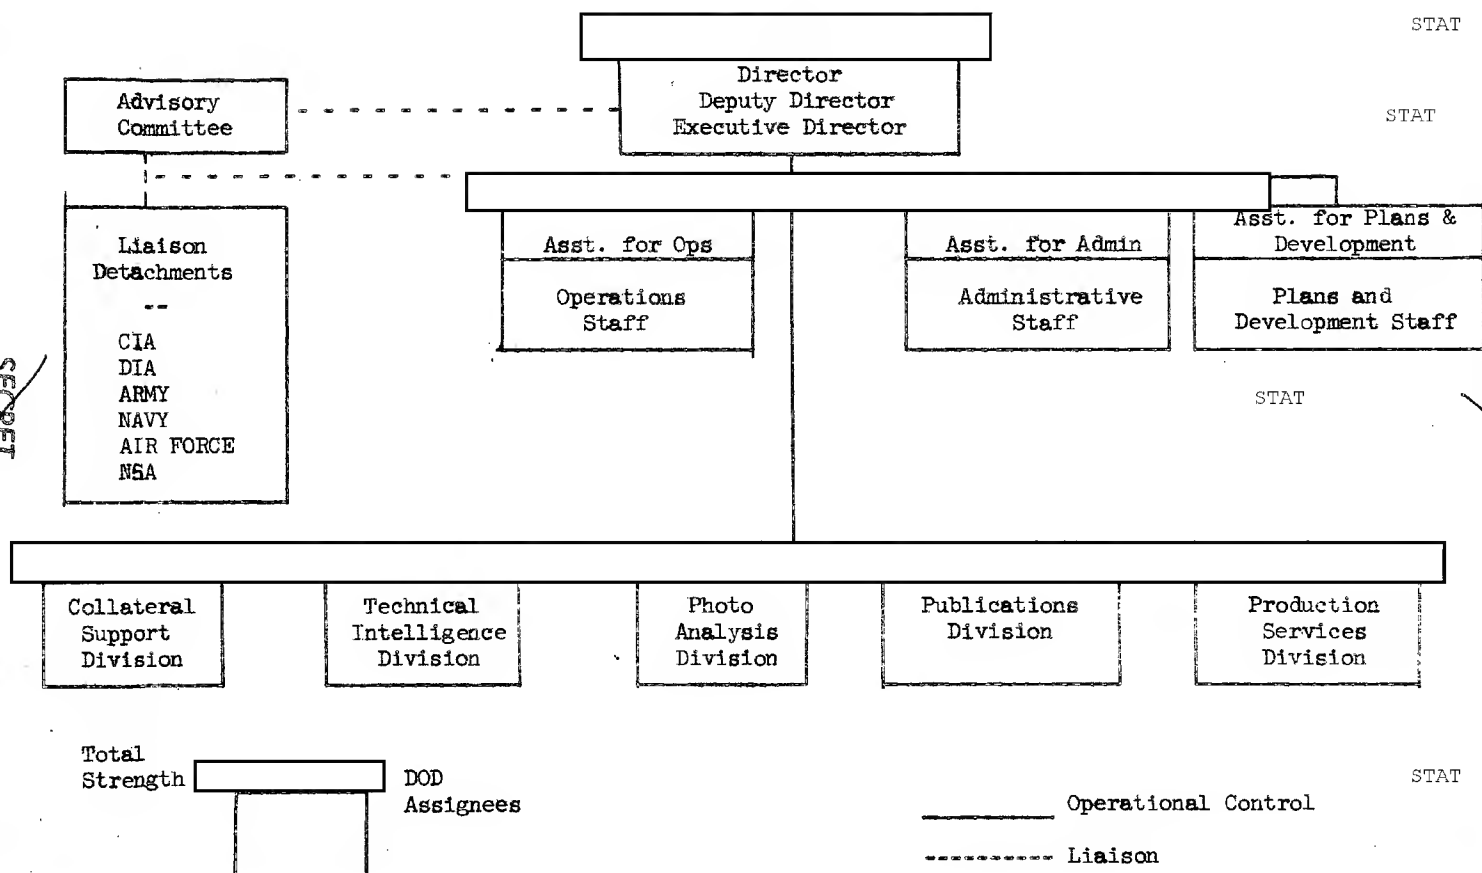 STAT
Director
Deputy Director
Executive Director
STAT
Advisory
Committee
Liaison
Detachments
--
CIA
DIA
ARMY
NAVY
AIR FORCE
NSA
Asst. for Ops
Operations
Staff
Asst. for Admin
Administrative
Staff
Asst. for Plans &
Development
Plans and
Development Staff
SECRET
STAT
Collateral
Support
Division
Technical
Intelligence
Division
Photo
Analysis
Division
Publications
Division
Production
Services
Division
Total
Strength
DOD
Assignees
STAT
Operational Control
Liaison